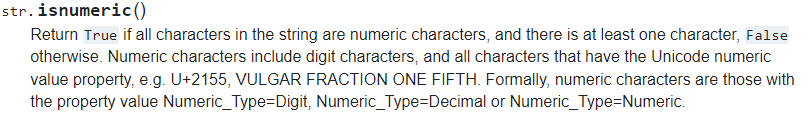 str.isnumeric()
Return True if all characters in the string are numeric characters, and there is at least one character, False
otherwise. Numeric characters include digit characters, and all characters that have the Unicode numeric
value property, e.g. U+2155, VULGAR FRACTION ONE FIFTH. Formally, numeric characters are those with
the property value Numeric_Type=Digit, Numeric_Type=Decimal or Numeric_Type=Numeric.